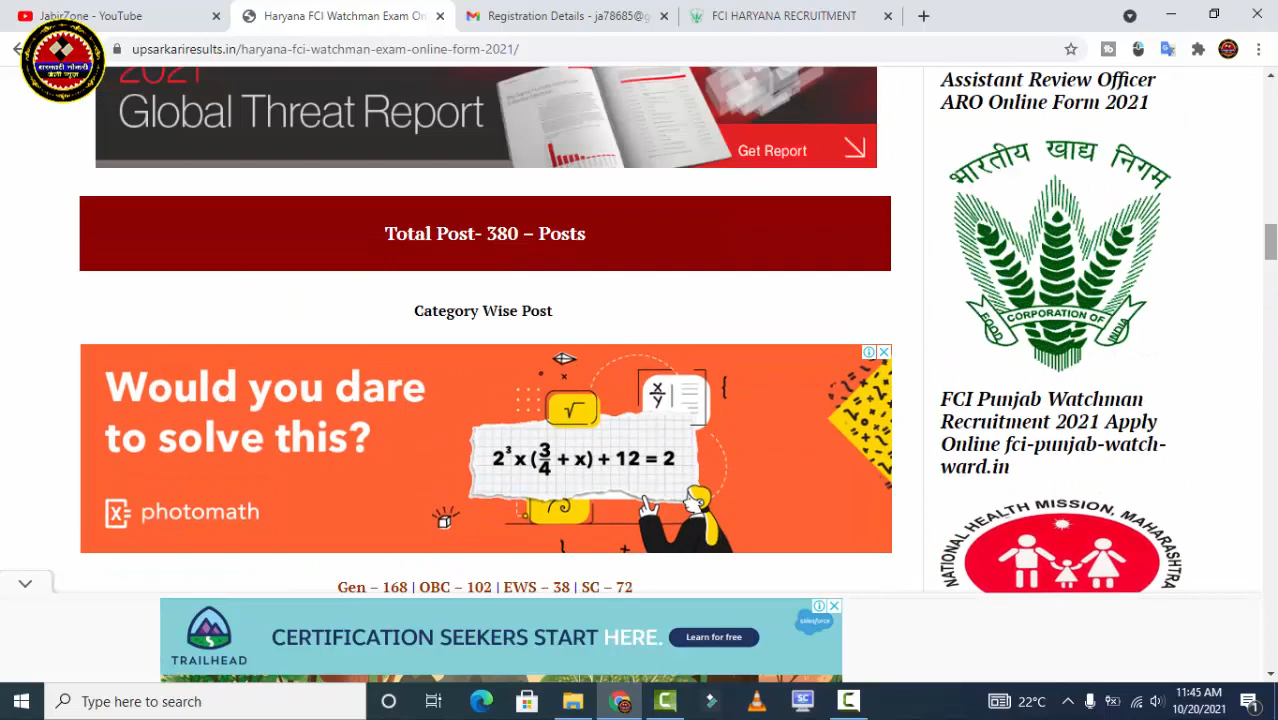 JabirZone - YouTube
Haryana FCI Watchman Exam On
Registration Details - ja78685@g
FCI HARYANA RECRUITMENT
upsarkariresults.in/haryana-fci-watchman-exam-online-form-2021/
सरकारी नौकरी
डेली न्यूज़
2021
Global Threat Report
Get Report
Total Post- 380 – Posts
Category Wise Post
Would you dare
to solve this?
2³x(3/4 + x) + 12 = 2
x/y
√
photomath
Gen – 168 | OBC – 102 | EWS – 38 | SC – 72
Assistant Review Officer
ARO Online Form 2021
भारतीय खाद्य निगम
FOOD CORPORATION OF INDIA
FCI Punjab Watchman
Recruitment 2021 Apply
Online fci-punjab-watch-
ward.in
NATIONAL HEALTH MISSION, MAHARASHTRA
TRAILHEAD
CERTIFICATION SEEKERS START HERE.
Learn for free
salesforce
Type here to search
SC
22°C
11:45 AM
10/20/2021
1